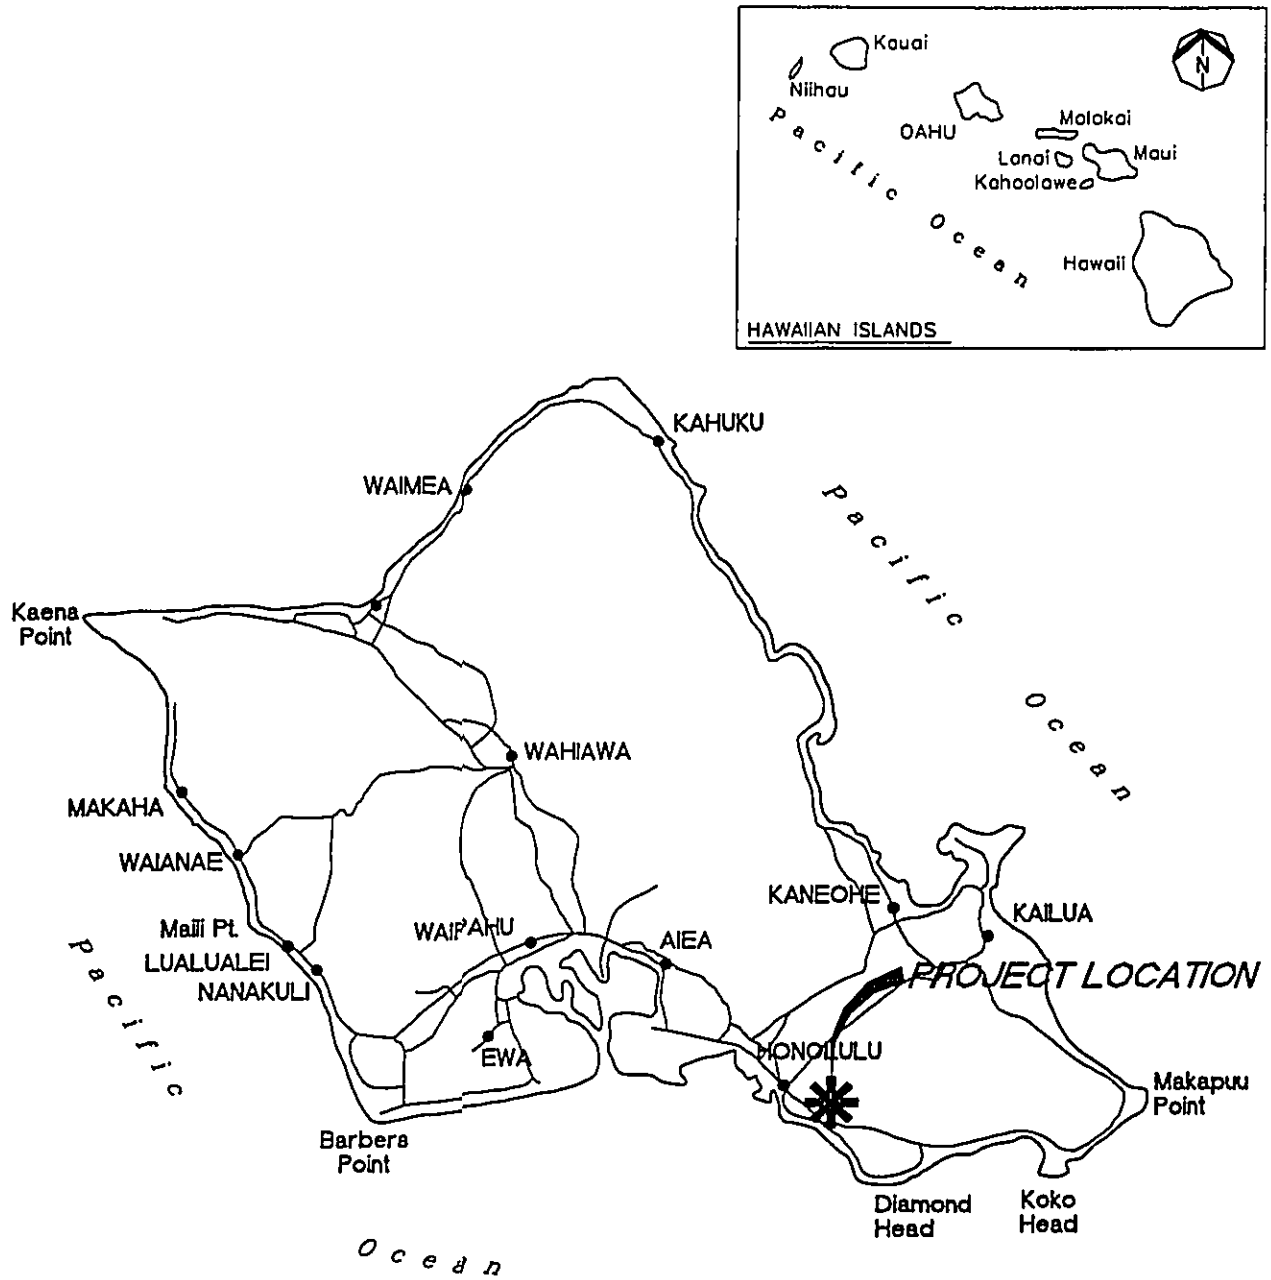 Kauai
N
Niihau
Pacific Ocean
OAHU
Molokai
Lanai
Maui
Kahoolawe
Hawaii
HAWAIIAN ISLANDS
KAHUKU
WAIMEA
Pacific Ocean
Kaena
Point
WAHIAWA
MAKAHA
WAIANAE
KANEOHE
KAILUA
Maili Pt.
WAIPAHU
AIEA
LUALUALEI
NANAKULI
PROJECT LOCATION
Pacific Ocean
EWA
HONOLULU
Makapuu
Point
Barbers
Point
Diamond
Head
Koko
Head